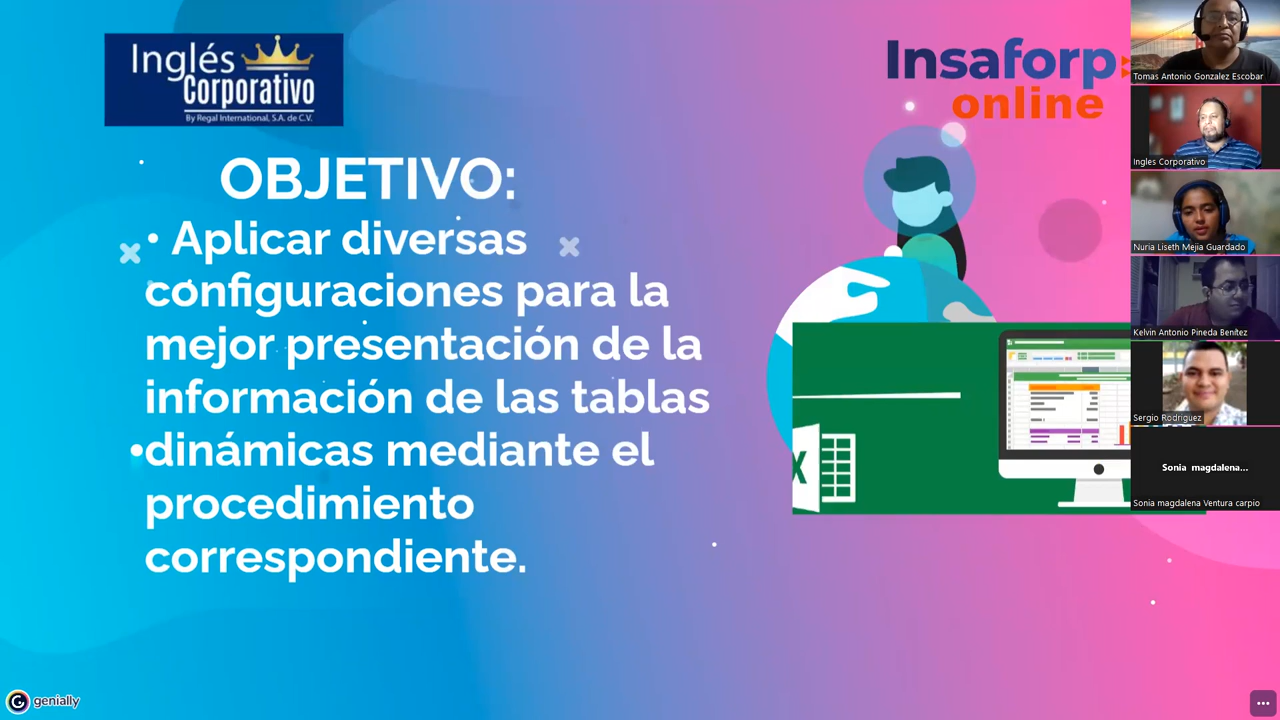 Inglés
Corporativo
By Regal International, S.A. de C.V.
Insaforp
online
OBJETIVO:
• Aplicar diversas
configuraciones para la
mejor presentación de la
información de las tablas
•dinámicas mediante el
procedimiento
correspondiente.
X
Tomas Antonio Gonzalez Escobar
Ingles Corporativo
Nuria Liseth Mejia Guardado
Kelvin Antonio Pineda Benítez
Sergio Rodriguez
Sonia magdalena...
Sonia magdalena Ventura carpio
genially